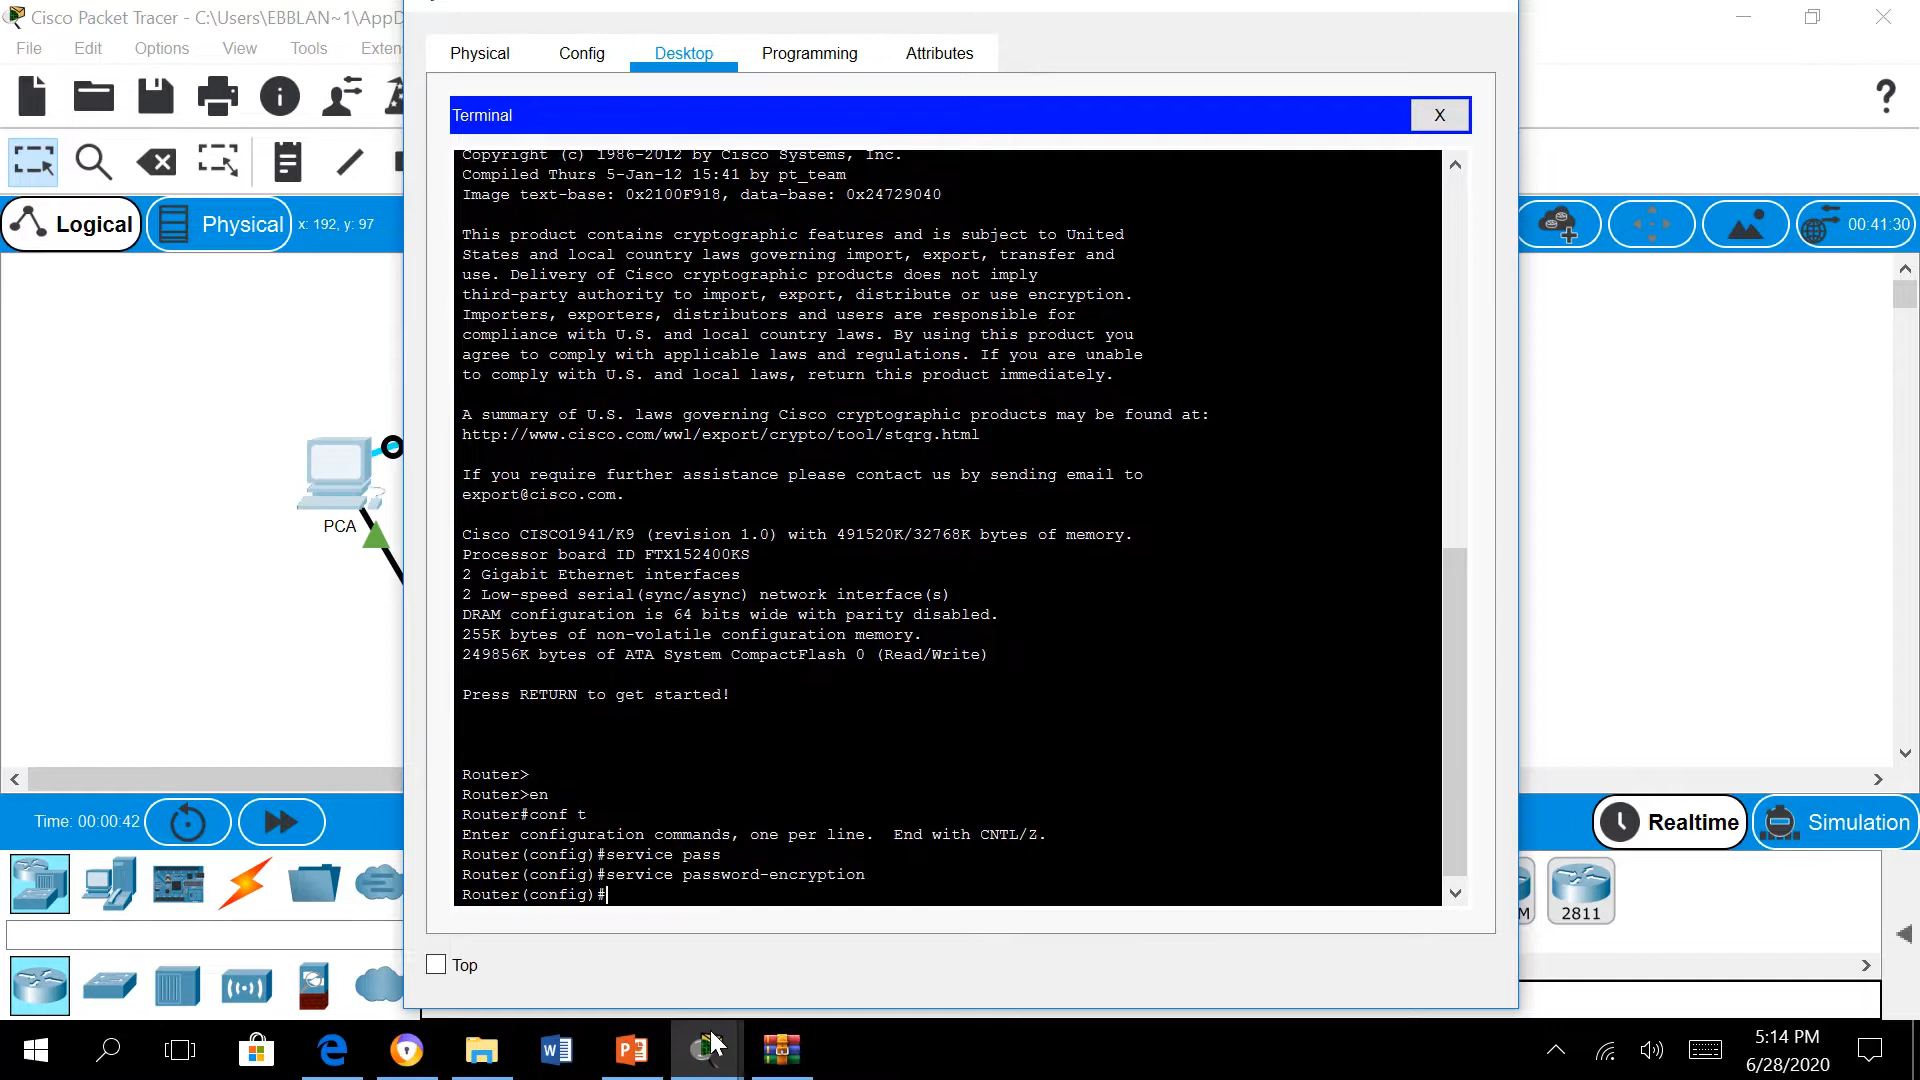 Cisco Packet Tracer - C:\Users\EBBLAN~1\AppD
File Edit Options View Tools Exten
Physical Config Desktop Programming Attributes
Terminal
X
?
Logical
Physical
x: 192, y: 97
00:41:30
Copyright (c) 1986-2012 by Cisco Systems, Inc.
Compiled Thurs 5-Jan-12 15:41 by pt_team
Image text-base: 0x2100F918, data-base: 0x24729040
This product contains cryptographic features and is subject to United
States and local country laws governing import, export, transfer and
use. Delivery of Cisco cryptographic products does not imply
third-party authority to import, export, distribute or use encryption.
Importers, exporters, distributors and users are responsible for
compliance with U.S. and local country laws. By using this product you
agree to comply with applicable laws and regulations. If you are unable
to comply with U.S. and local laws, return this product immediately.
A summary of U.S. laws governing Cisco cryptographic products may be found at:
http://www.cisco.com/wwl/export/crypto/tool/stqrg.html
If you require further assistance please contact us by sending email to
export@cisco.com.
Cisco CISCO1941/K9 (revision 1.0) with 491520K/32768K bytes of memory.
Processor board ID FTX152400KS
2 Gigabit Ethernet interfaces
2 Low-speed serial(sync/async) network interface(s)
DRAM configuration is 64 bits wide with parity disabled.
255K bytes of non-volatile configuration memory.
249856K bytes of ATA System CompactFlash 0 (Read/Write)
Press RETURN to get started!
Router>
Router>en
Router#conf t
Enter configuration commands, one per line.  End with CNTL/Z.
Router(config)#service pass
Router(config)#service password-encryption
Router(config)#
PCA
Time: 00:00:42
Realtime
Simulation
M
2811
Top
5:14 PM
6/28/2020